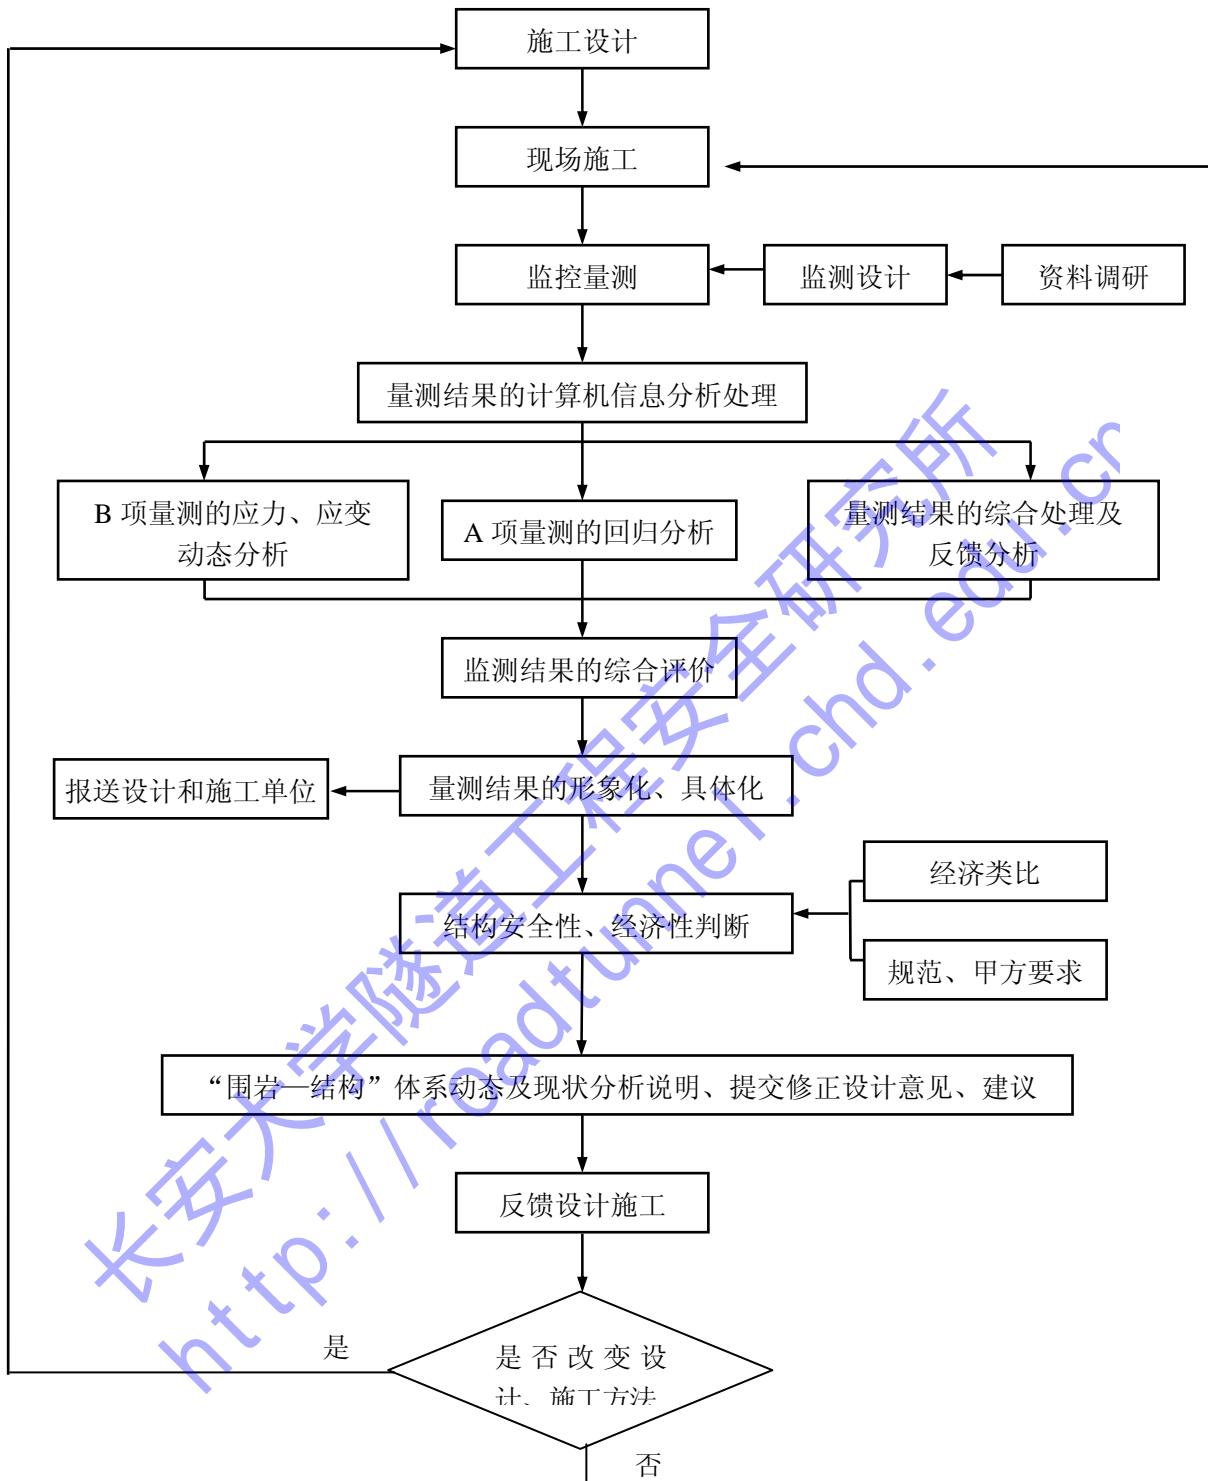 施工设计
现场施工
监控量测
监测设计
资料调研
量测结果的计算机信息分析处理
B 项量测的应力、应变
动态分析
A 项量测的回归分析
量测结果的综合处理及
反馈分析
监测结果的综合评价
报送设计和施工单位
量测结果的形象化、具体化
经济类比
结构安全性、经济性判断
规范、甲方要求
“围岩—结构”体系动态及现状分析说明、提交修正设计意见、建议
反馈设计施工
是
是否改变设
计、施工方法
否
长安大学隧道工程安全研究所
http://roadtunnel.chd.edu.cn